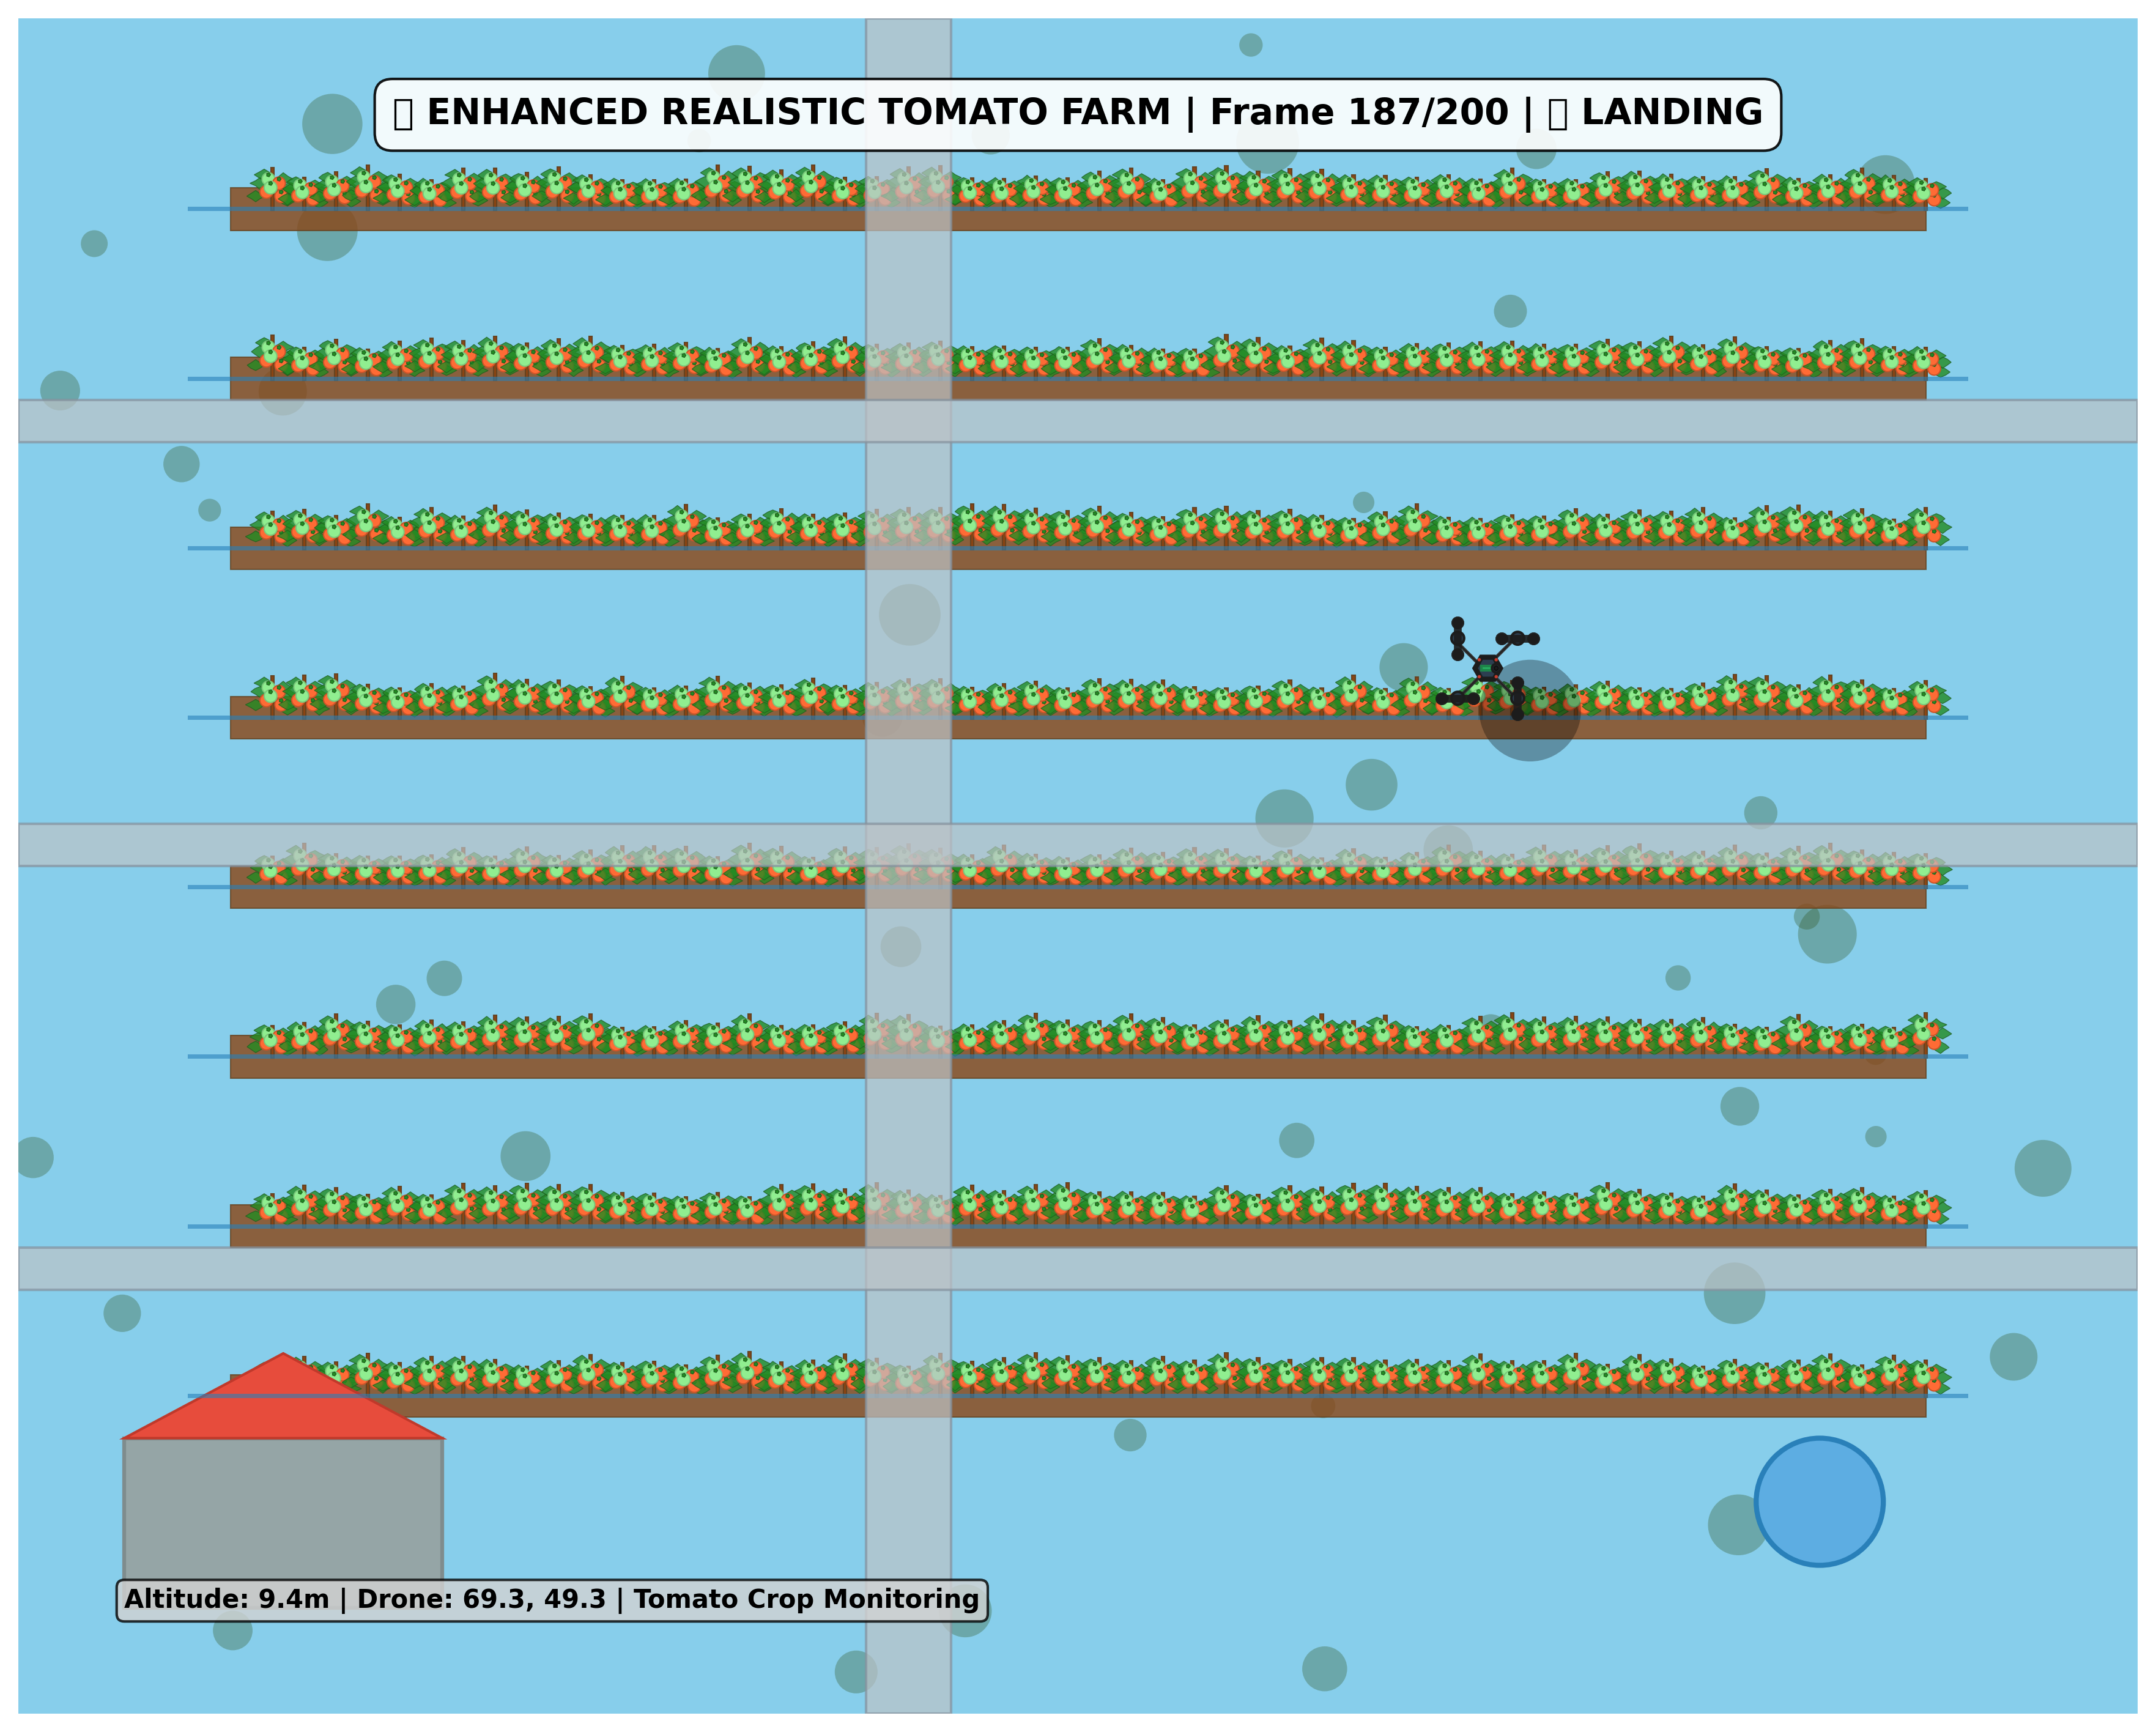 ▯ ENHANCED REALISTIC TOMATO FARM | Frame 187/200 | ▯ LANDING
Altitude: 9.4m | Drone: 69.3, 49.3 | Tomato Crop Monitoring